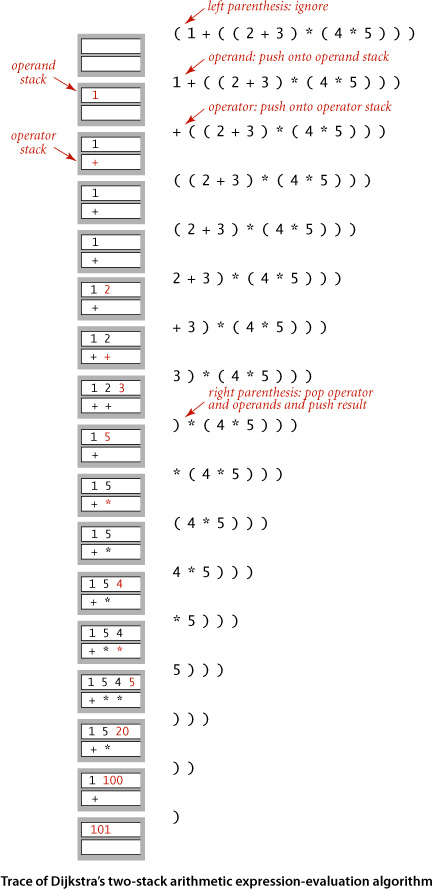 left parenthesis: ignore
( 1 + ( ( 2 + 3 ) * ( 4 * 5 ) ) )
operand: push onto operand stack
operand
stack
1 + ( ( 2 + 3 ) * ( 4 * 5 ) ) )
1
operator: push onto operator stack
+ ( ( 2 + 3 ) * ( 4 * 5 ) ) )
operator
stack
1
+
( ( 2 + 3 ) * ( 4 * 5 ) ) )
1
+
( 2 + 3 ) * ( 4 * 5 ) ) )
1
+
2 + 3 ) * ( 4 * 5 ) ) )
1 2
+
+ 3 ) * ( 4 * 5 ) ) )
1 2
+ +
3 ) * ( 4 * 5 ) ) )
1 2 3
+ +
right parenthesis: pop operator
and operands and push result
) * ( 4 * 5 ) ) )
1 5
+
* ( 4 * 5 ) ) )
1 5
+ *
( 4 * 5 ) ) )
1 5
+ *
4 * 5 ) ) )
1 5 4
+ *
* 5 ) ) )
1 5 4
+ * *
5 ) ) )
1 5 4 5
+ * *
) ) )
1 5 20
+ *
) )
1 100
+
)
101
Trace of Dijkstra's two-stack arithmetic expression-evaluation algorithm